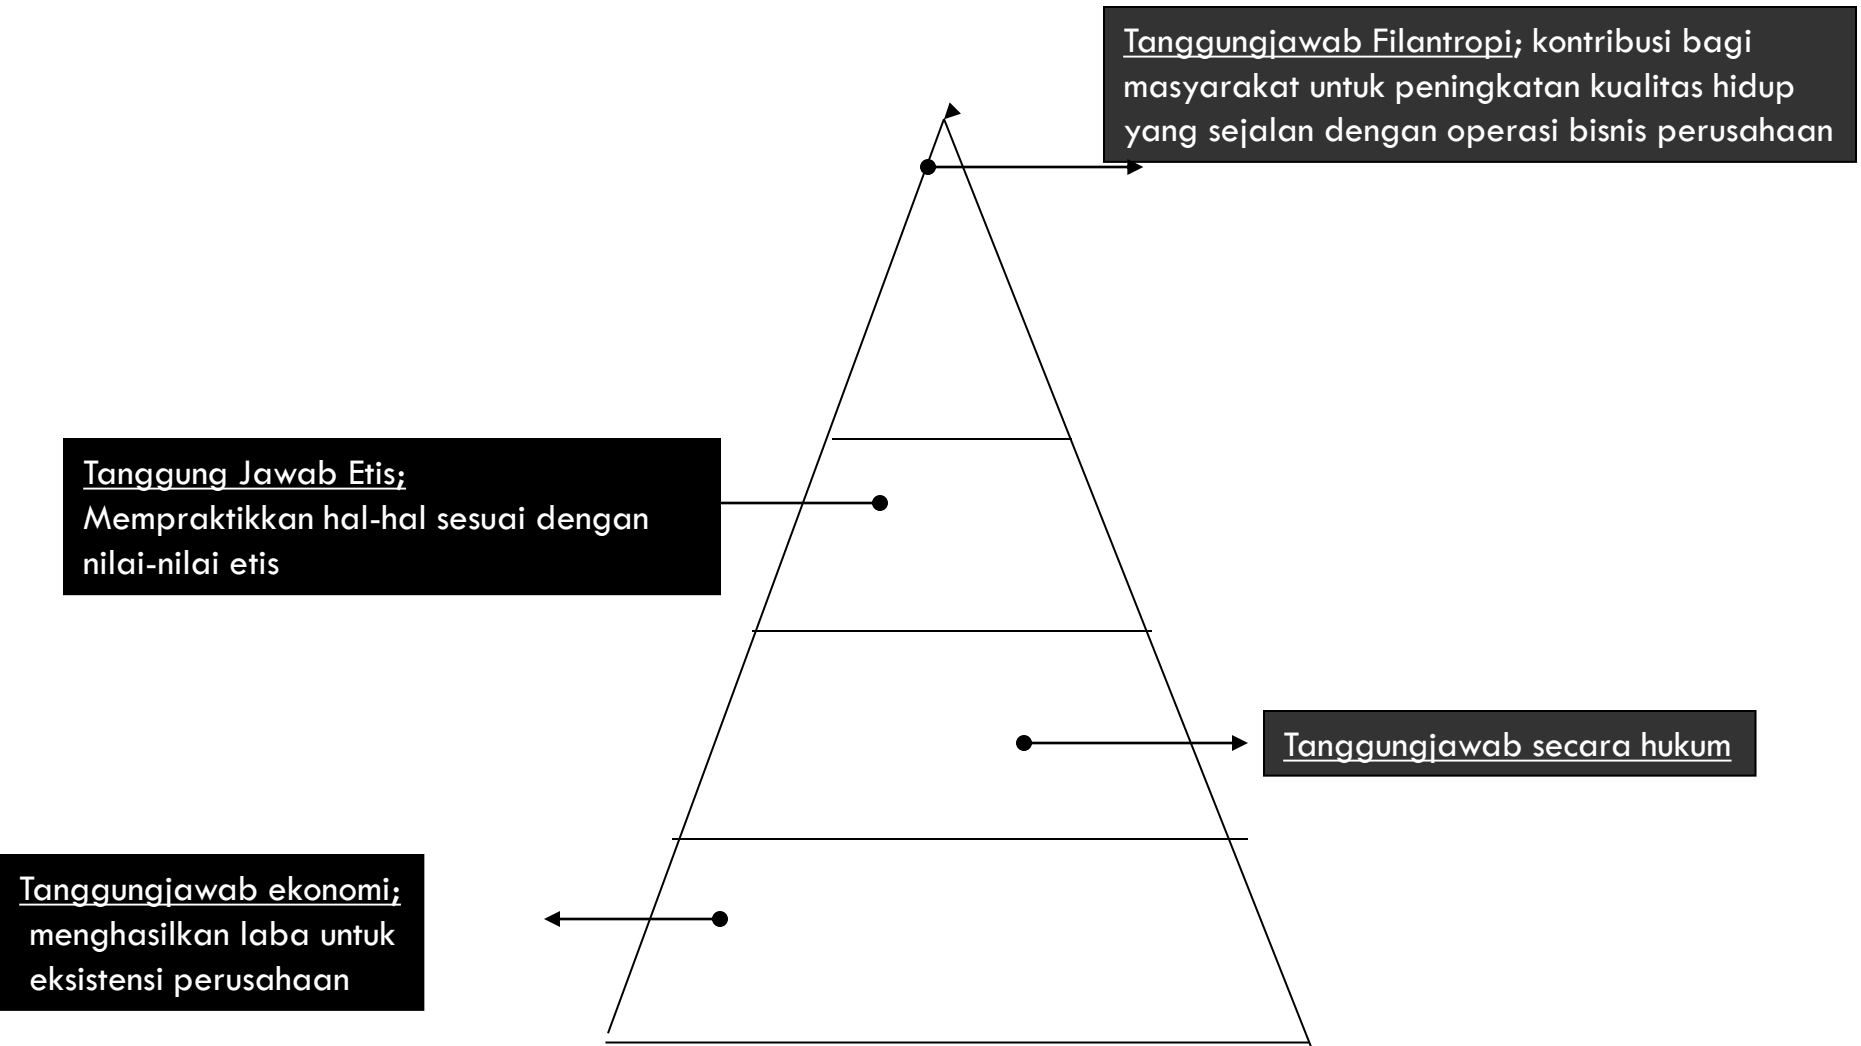 Tanggungjawab Filantropi; kontribusi bagi
masyarakat untuk peningkatan kualitas hidup
yang sejalan dengan operasi bisnis perusahaan
Tanggung Jawab Etis;
Mempraktikkan hal-hal sesuai dengan
nilai-nilai etis
Tanggungjawab secara hukum
Tanggungjawab ekonomi;
menghasilkan laba untuk
eksistensi perusahaan